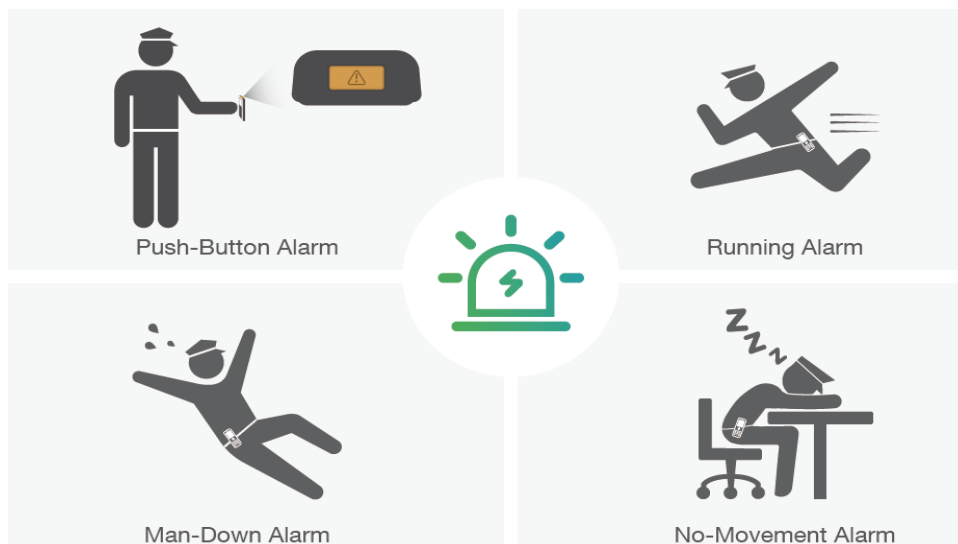 Push-Button Alarm
Running Alarm
Z Z Z N
Man-Down Alarm
No-Movement Alarm